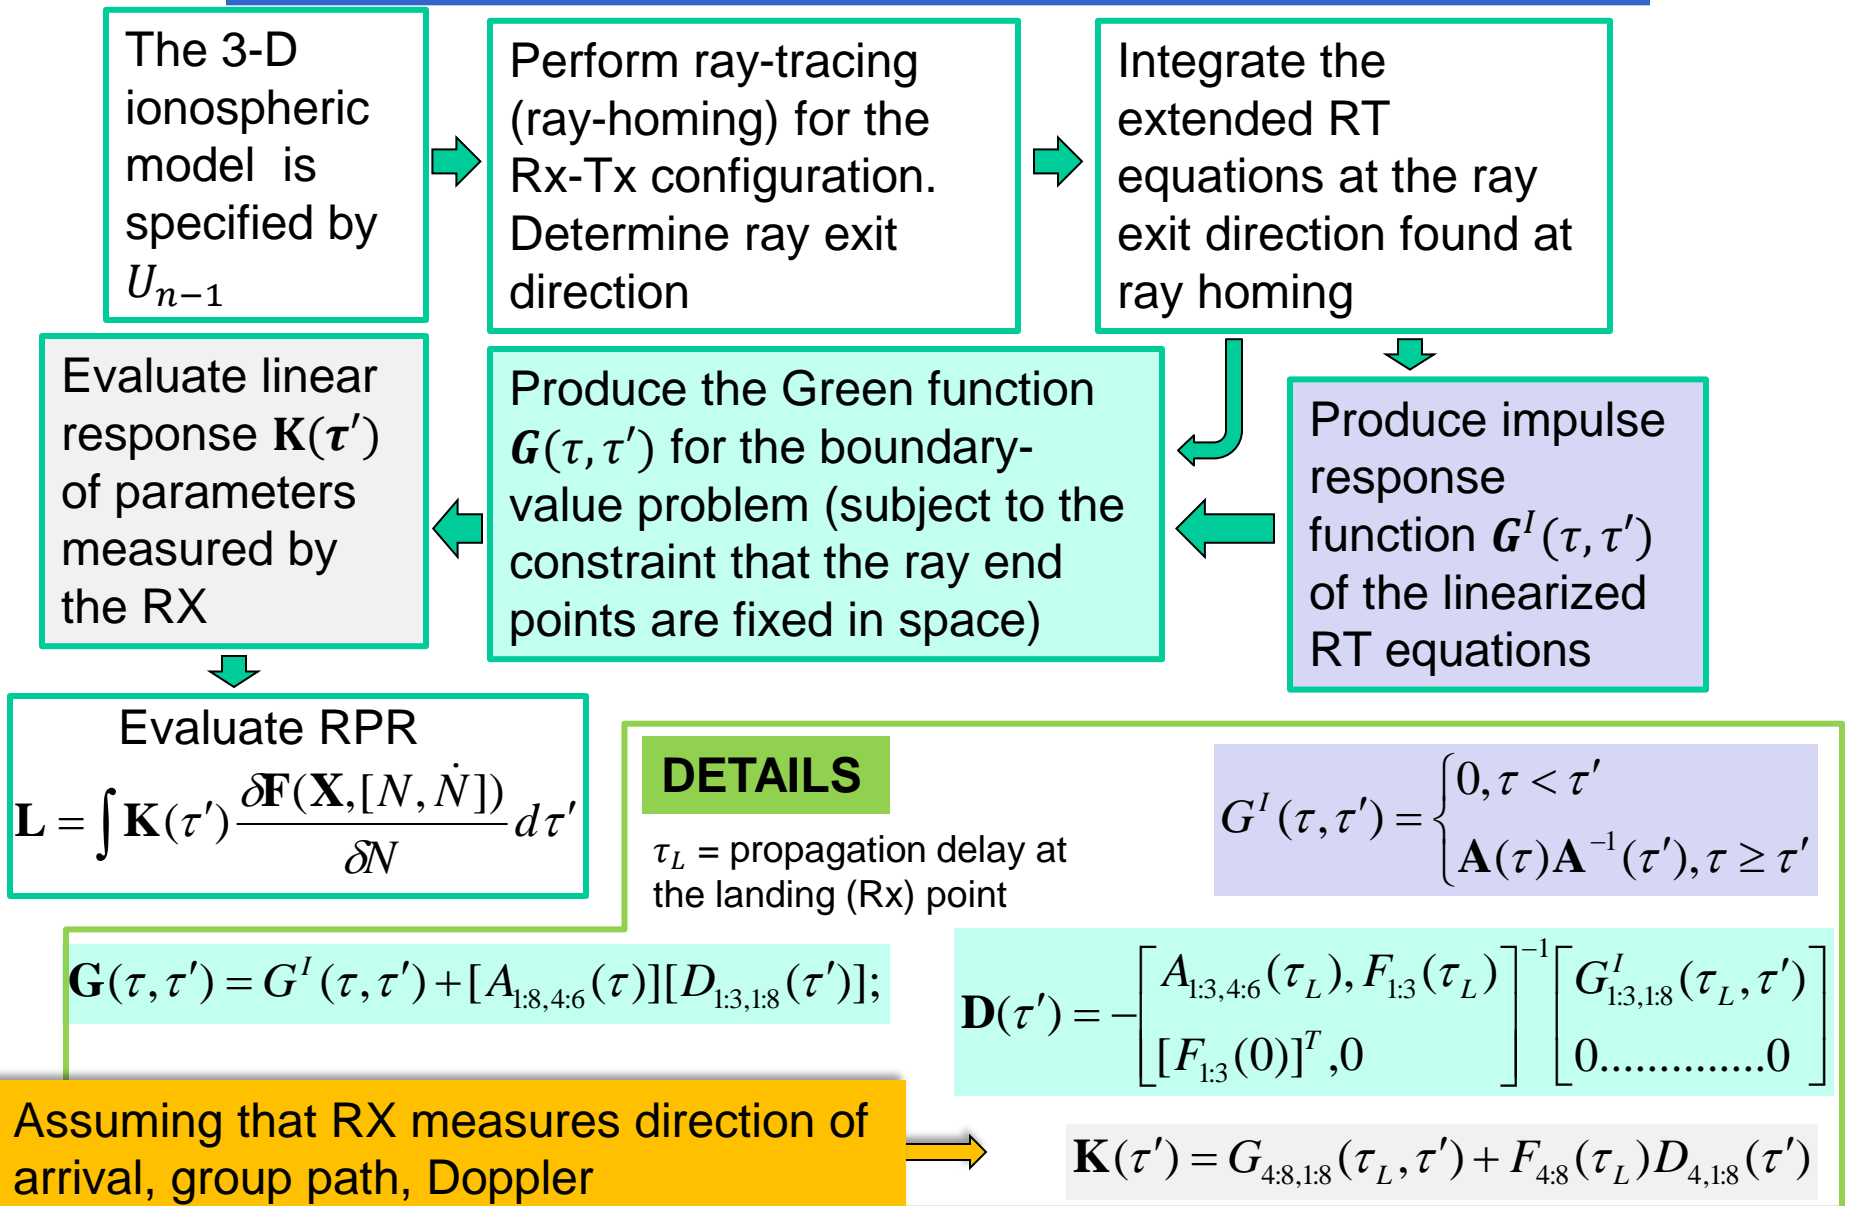 The 3-D
ionospheric
model is
specified by
𝑈ₙ₋₁
Perform ray-tracing
(ray-homing) for the
Rx-Tx configuration.
Determine ray exit
direction
Integrate the
extended RT
equations at the ray
exit direction found at
ray homing
Produce impulse
response
function 𝑮ᴵ(τ, τ′)
of the linearized
RT equations
Produce the Green function
𝑮(τ, τ′) for the boundary-
value problem (subject to the
constraint that the ray end
points are fixed in space)
Evaluate linear
response 𝐊(𝝉′)
of parameters
measured by
the RX
Evaluate RPR
L = ∫ K(τ′) δF(X,[N, Ṅ]) / δN dτ′
DETAILS
τ_L = propagation delay at
the landing (Rx) point
G^I(τ, τ′) = { 0, τ < τ′
A(τ)A⁻¹(τ′), τ ≥ τ′
G(τ, τ′) = G^I(τ, τ′) + [A_{1:8,4:6}(τ)][D_{1:3,1:8}(τ′)];
D(τ′) = −[ A_{1:3,4:6}(τ_L), F_{1:3}(τ_L) ; [F_{1:3}(0)]^T ,0 ]^{−1} [ G^I_{1:3,1:8}(τ_L, τ′) ; 0..............0 ]
Assuming that RX measures direction of
arrival, group path, Doppler
K(τ′) = G_{4:8,1:8}(τ_L, τ′) + F_{4:8}(τ_L)D_{4,1:8}(τ′)